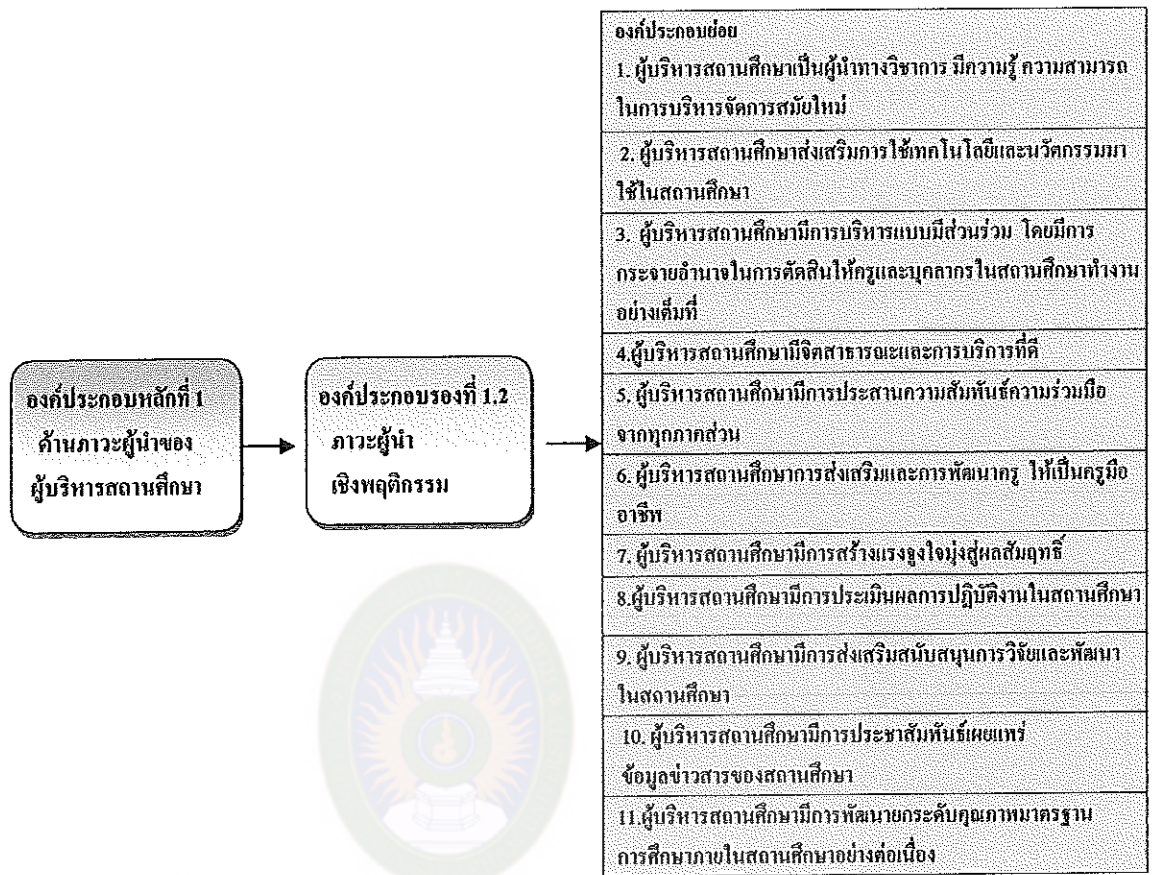 องค์ประกอบหลักที่ 1
ด้านภาวะผู้นำของ
ผู้บริหารสถานศึกษา
องค์ประกอบรองที่ 1.2
ภาวะผู้นำ
เชิงพฤติกรรม
องค์ประกอบย่อย
1. ผู้บริหารสถานศึกษาเป็นผู้นำทางวิชาการ มีความรู้ ความสามารถ
ในการบริหารจัดการสมัยใหม่
2. ผู้บริหารสถานศึกษาส่งเสริมการใช้เทคโนโลยีและนวัตกรรมมา
ใช้ในสถานศึกษา
3. ผู้บริหารสถานศึกษามีการบริหารแบบมีส่วนร่วม โดยมีการ
กระจายอำนาจในการตัดสินให้ครูและบุคลากรในสถานศึกษาทำงาน
อย่างเต็มที่
4.ผู้บริหารสถานศึกษามีจิตสาธารณะและการบริการที่ดี
5. ผู้บริหารสถานศึกษามีการประสานความสัมพันธ์ความร่วมมือ
จากทุกภาคส่วน
6. ผู้บริหารสถานศึกษาการส่งเสริมและการพัฒนาครู ให้เป็นครูมือ
อาชีพ
7. ผู้บริหารสถานศึกษามีการสร้างแรงจูงใจมุ่งสู่ผลสัมฤทธิ์
8.ผู้บริหารสถานศึกษามีการประเมินผลการปฏิบัติงานในสถานศึกษา
9. ผู้บริหารสถานศึกษามีการส่งเสริมสนับสนุนการวิจัยและพัฒนา
ในสถานศึกษา
10. ผู้บริหารสถานศึกษามีการประชาสัมพันธ์เผยแพร่
ข้อมูลข่าวสารของสถานศึกษา
11.ผู้บริหารสถานศึกษามีการพัฒนายกระดับคุณภาพมาตรฐาน
การศึกษาภายในสถานศึกษาอย่างต่อเนื่อง